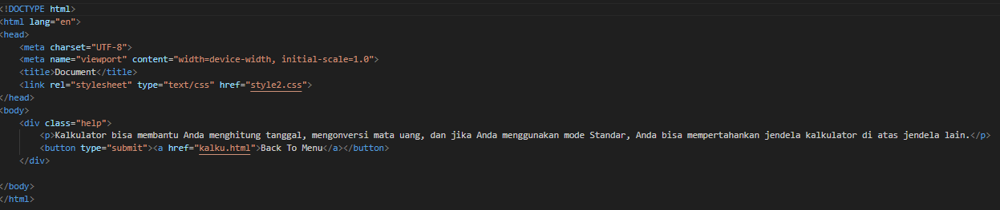 <!DOCTYPE html>
<html lang="en">
<head>
    <meta charset="UTF-8">
    <meta name="viewport" content="width=device-width, initial-scale=1.0">
    <title>Document</title>
    <link rel="stylesheet" type="text/css" href="style2.css">
</head>
<body>
    <div class="help">
        <p>Kalkulator bisa membantu Anda menghitung tanggal, mengonversi mata uang, dan jika Anda menggunakan mode Standar, Anda bisa mempertahankan jendela kalkulator di atas jendela lain.</p>
        <button type="submit"><a href="kalku.html">Back To Menu</a></button>
    </div>

</body>
</html>